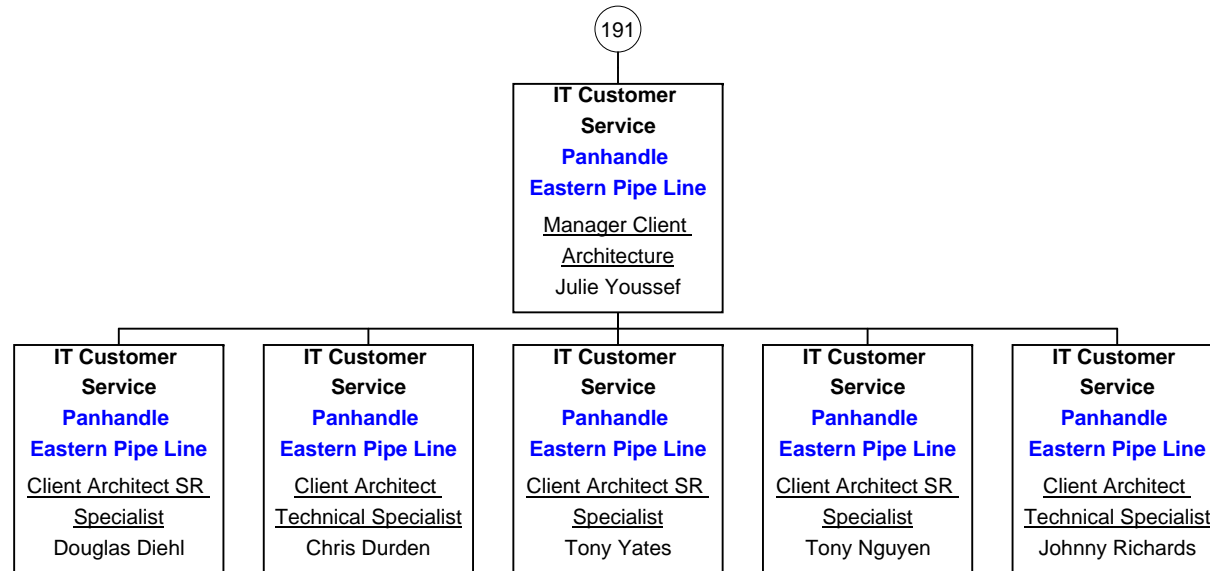 191
IT Customer
Service
Panhandle
Eastern Pipe Line
Manager Client
Architecture
Julie Youssef
IT Customer
Service
Panhandle
Eastern Pipe Line
Client Architect SR
Specialist
Douglas Diehl
IT Customer
Service
Panhandle
Eastern Pipe Line
Client Architect
Technical Specialist
Chris Durden
IT Customer
Service
Panhandle
Eastern Pipe Line
Client Architect SR
Specialist
Tony Yates
IT Customer
Service
Panhandle
Eastern Pipe Line
Client Architect SR
Specialist
Tony Nguyen
IT Customer
Service
Panhandle
Eastern Pipe Line
Client Architect
Technical Specialist
Johnny Richards